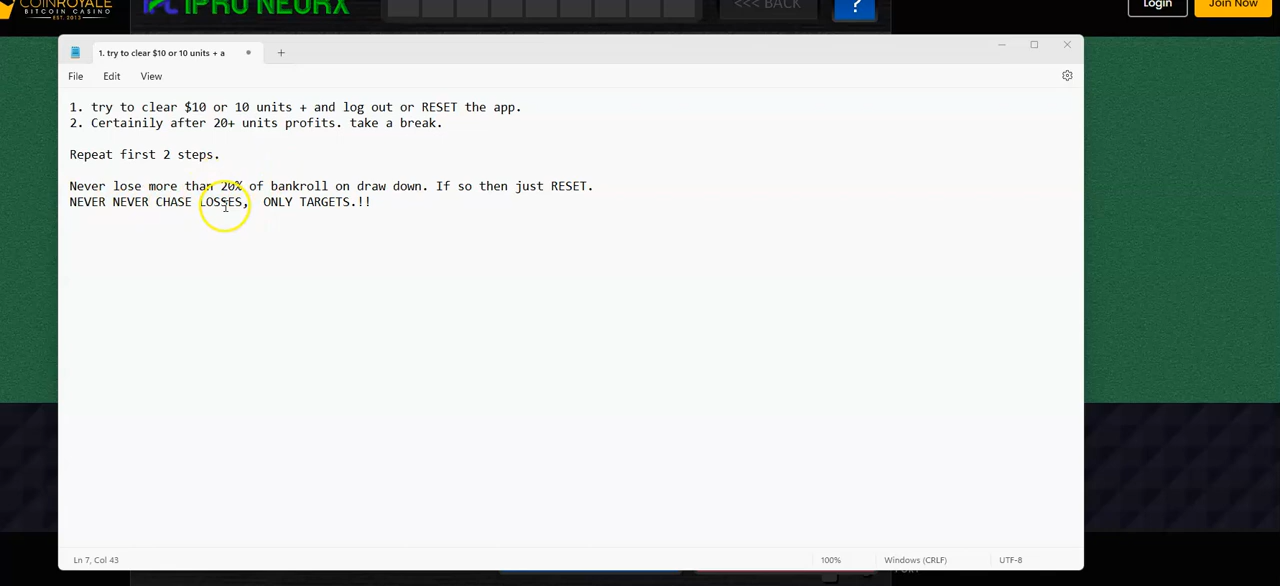 COINROYALE
BITCOIN CASINO
EST. 2013
IPRO NEURX
<<< BACK
?
Login
Join Now
1. try to clear $10 or 10 units + a
File Edit View
1. try to clear $10 or 10 units + and log out or RESET the app.
2. Certainily after 20+ units profits. take a break.
Repeat first 2 steps.
Never lose more than 20% of bankroll on draw down. If so then just RESET.
NEVER NEVER CHASE LOSSES,  ONLY TARGETS.!!
Ln 7, Col 43
100%
Windows (CRLF)
UTF-8